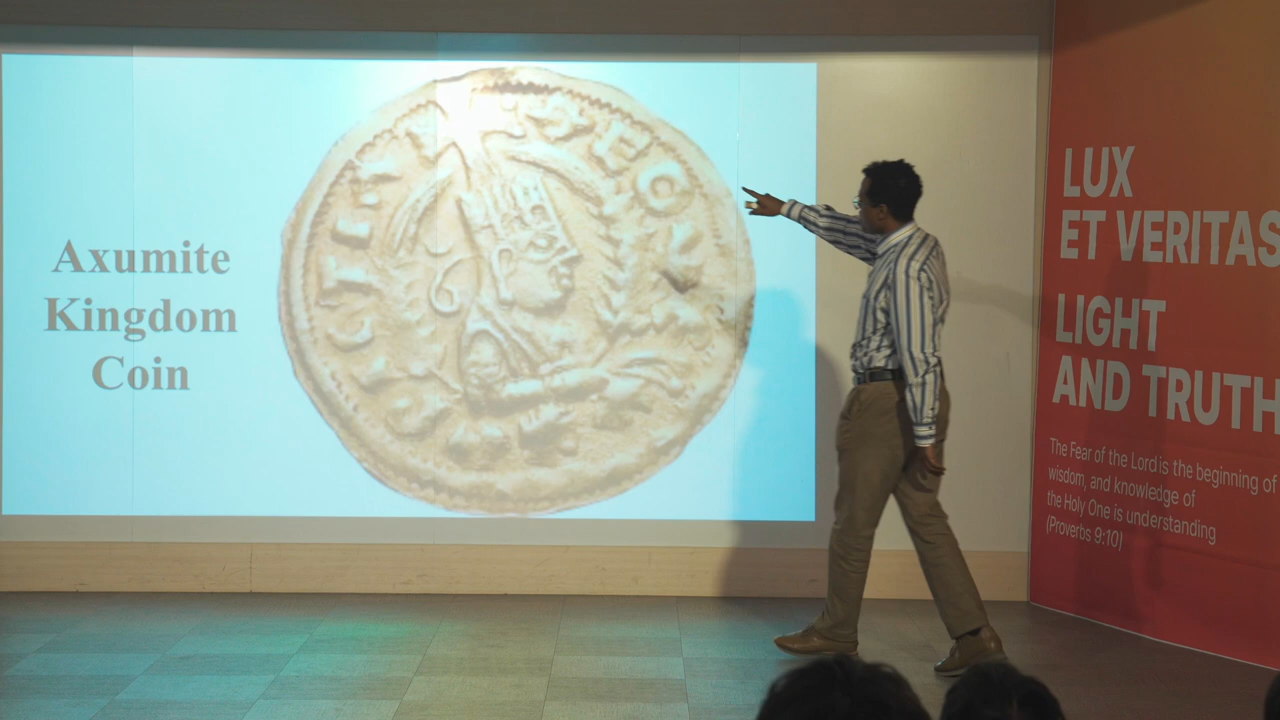 Axumite
Kingdom
Coin
LUX
ET VERITAS
LIGHT
AND TRUTH
The Fear of the Lord is the beginning of
wisdom, and knowledge of
the Holy One is understanding
(Proverbs 9:10)